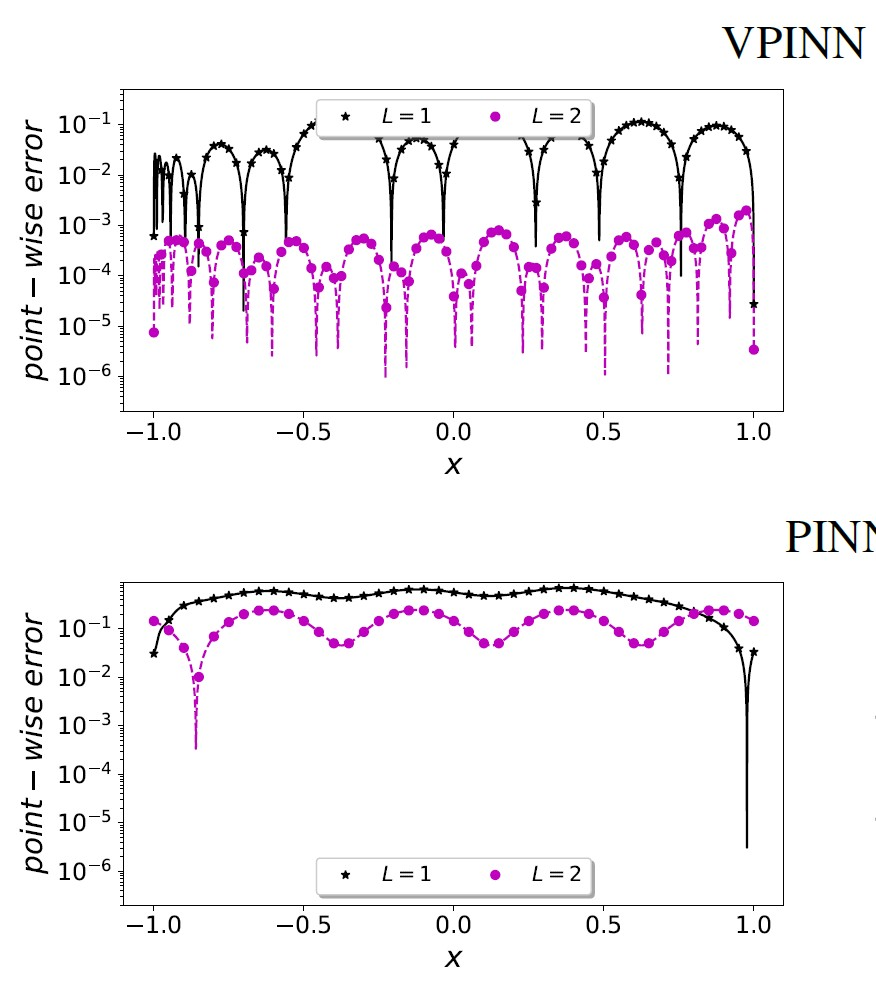 VPINN
point – wise error
10⁻¹
10⁻²
10⁻³
10⁻⁴
10⁻⁵
10⁻⁶
L = 1 L = 2
−1.0 −0.5 0.0 0.5 1.0
x
PINN
point – wise error
10⁻¹
10⁻²
10⁻³
10⁻⁴
10⁻⁵
10⁻⁶
L = 1 L = 2
−1.0 −0.5 0.0 0.5 1.0
x